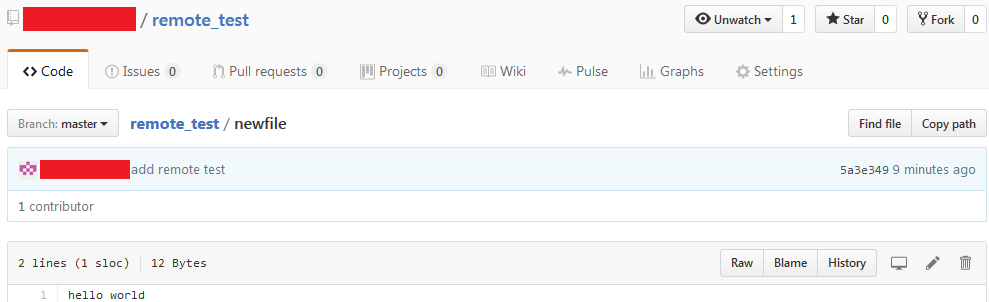 / remote_test Unwatch 1 Star 0 Fork 0
Code Issues 0 Pull requests 0 Projects 0 Wiki Pulse Graphs Settings
Branch: master remote_test / newfile Find file Copy path
add remote test 5a3e349 9 minutes ago
1 contributor
2 lines (1 sloc) 12 Bytes Raw Blame History
1 hello world